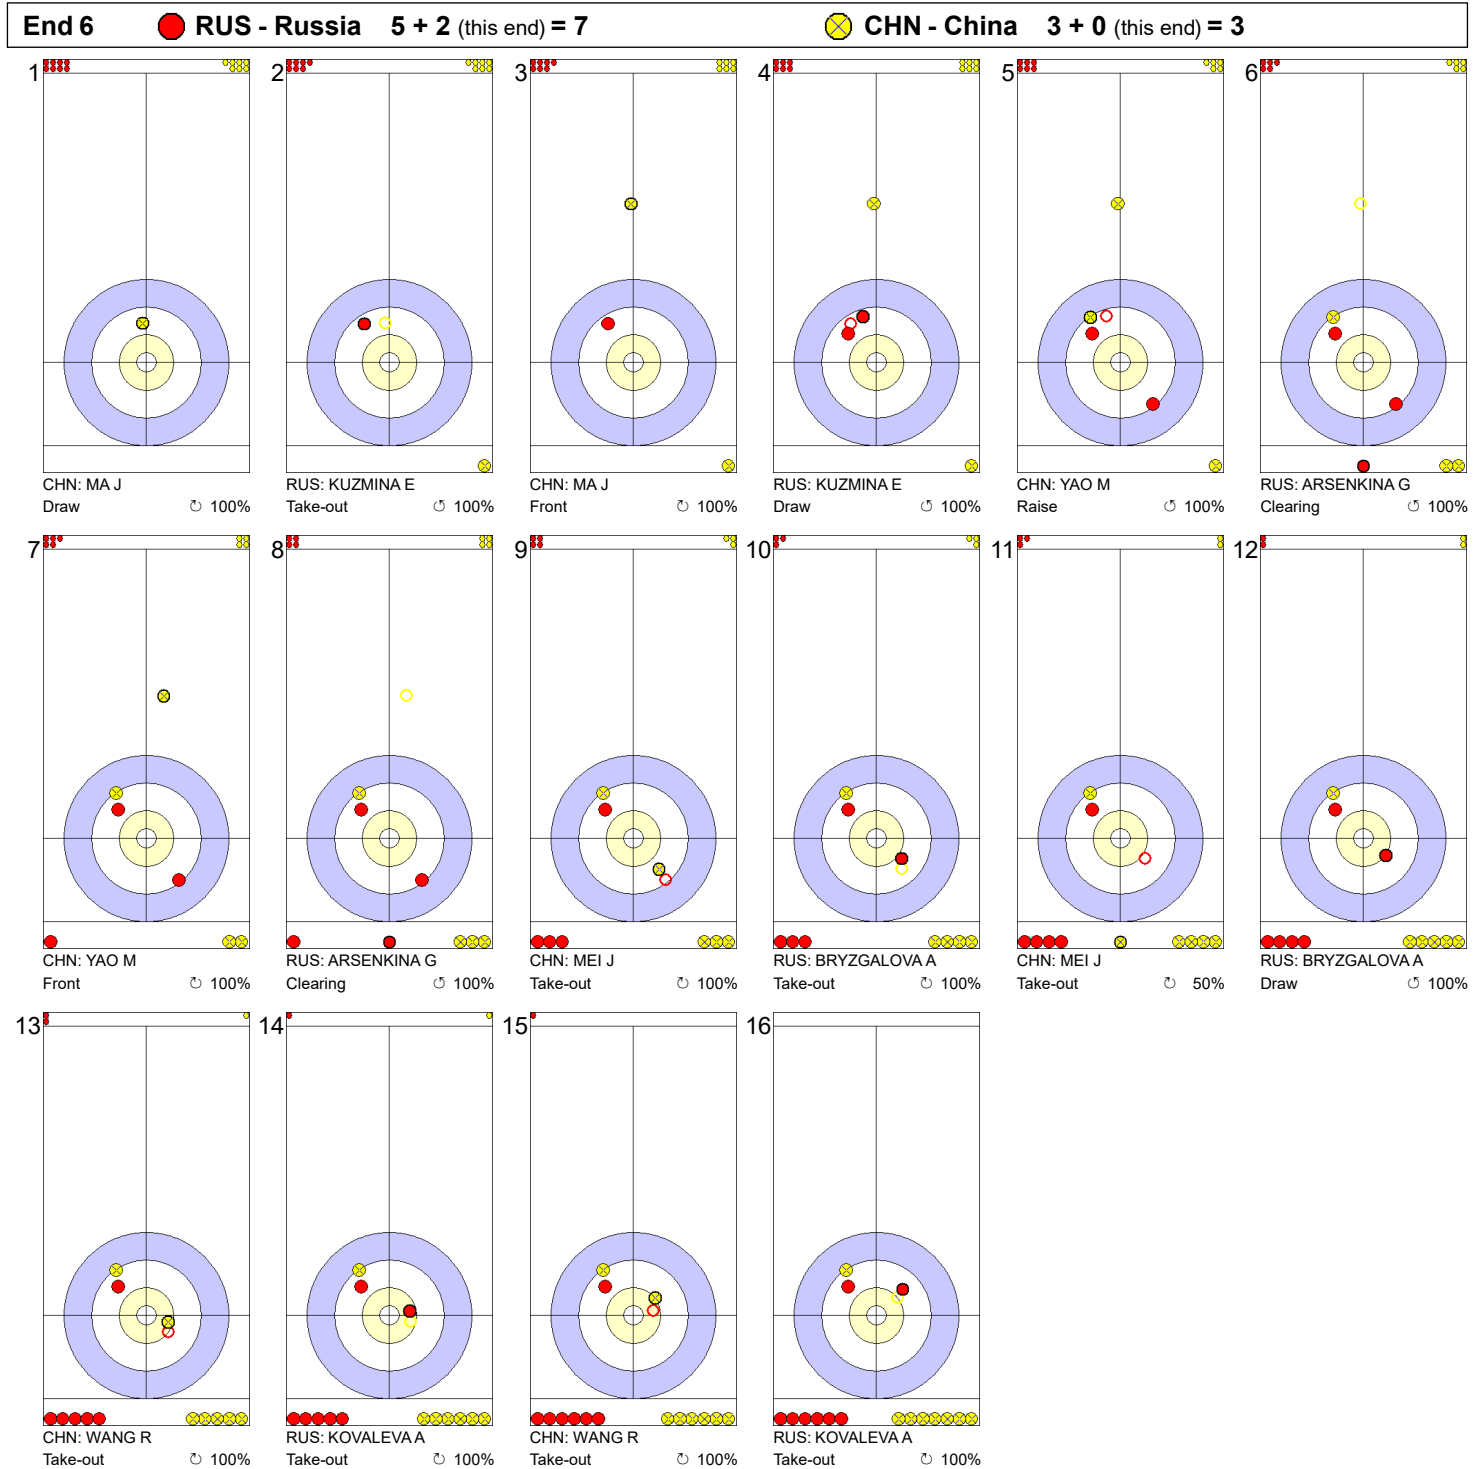 End 6 RUS - Russia 5 + 2 (this end) = 7 CHN - China 3 + 0 (this end) = 3
1 2 3 4 5 6
CHN: MA J RUS: KUZMINA E CHN: MA J RUS: KUZMINA E CHN: YAO M RUS: ARSENKINA G
Draw ↻ 100% Take-out ↻ 100% Front ↻ 100% Draw ↻ 100% Raise ↻ 100% Clearing ↻ 100%
7 8 9 10 11 12
CHN: YAO M RUS: ARSENKINA G CHN: MEI J RUS: BRYZGALOVA A CHN: MEI J RUS: BRYZGALOVA A
Front ↻ 100% Clearing ↻ 100% Take-out ↻ 100% Take-out ↻ 100% Take-out ↻ 50% Draw ↻ 100%
13 14 15 16
CHN: WANG R RUS: KOVALEVA A CHN: WANG R RUS: KOVALEVA A
Take-out ↻ 100% Take-out ↻ 100% Take-out ↻ 100% Take-out ↻ 100%